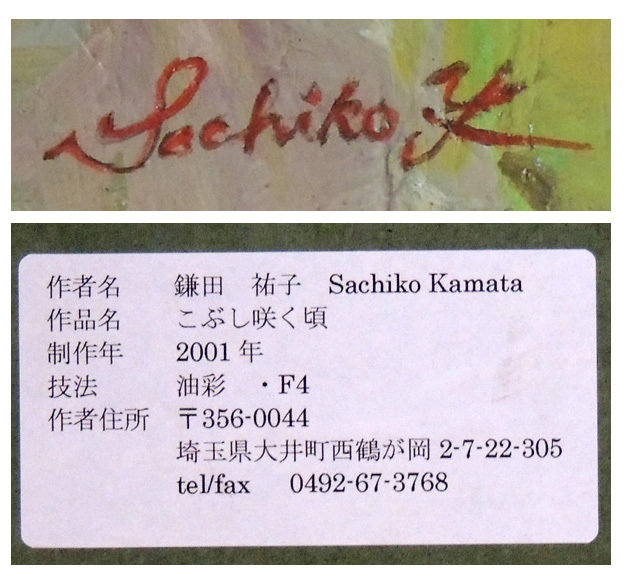 Sachiko K
作者名 鎌田 祐子 Sachiko Kamata
作品名 こぶし咲く頃
制作年 2001年
技法 油彩 ・F4
作者住所 〒356-0044
埼玉県大井町西鶴が岡 2-7-22-305
tel/fax 0492-67-3768